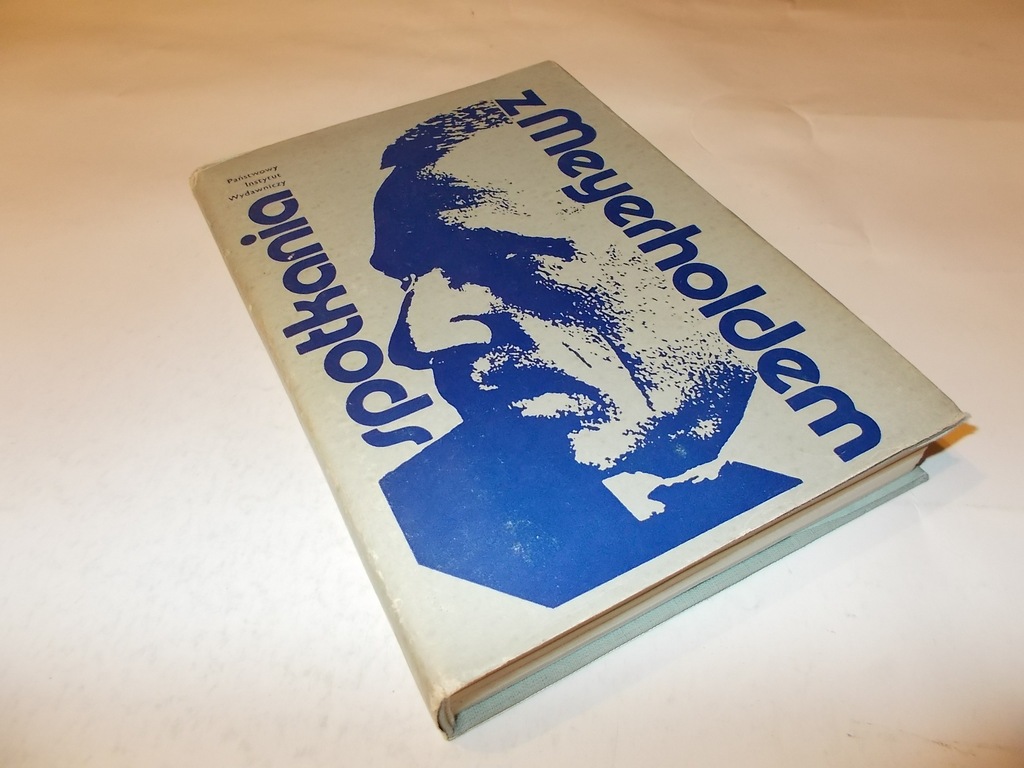 Państwowy
Instytut
Wydawniczy
spotkania
z Meyerholdem